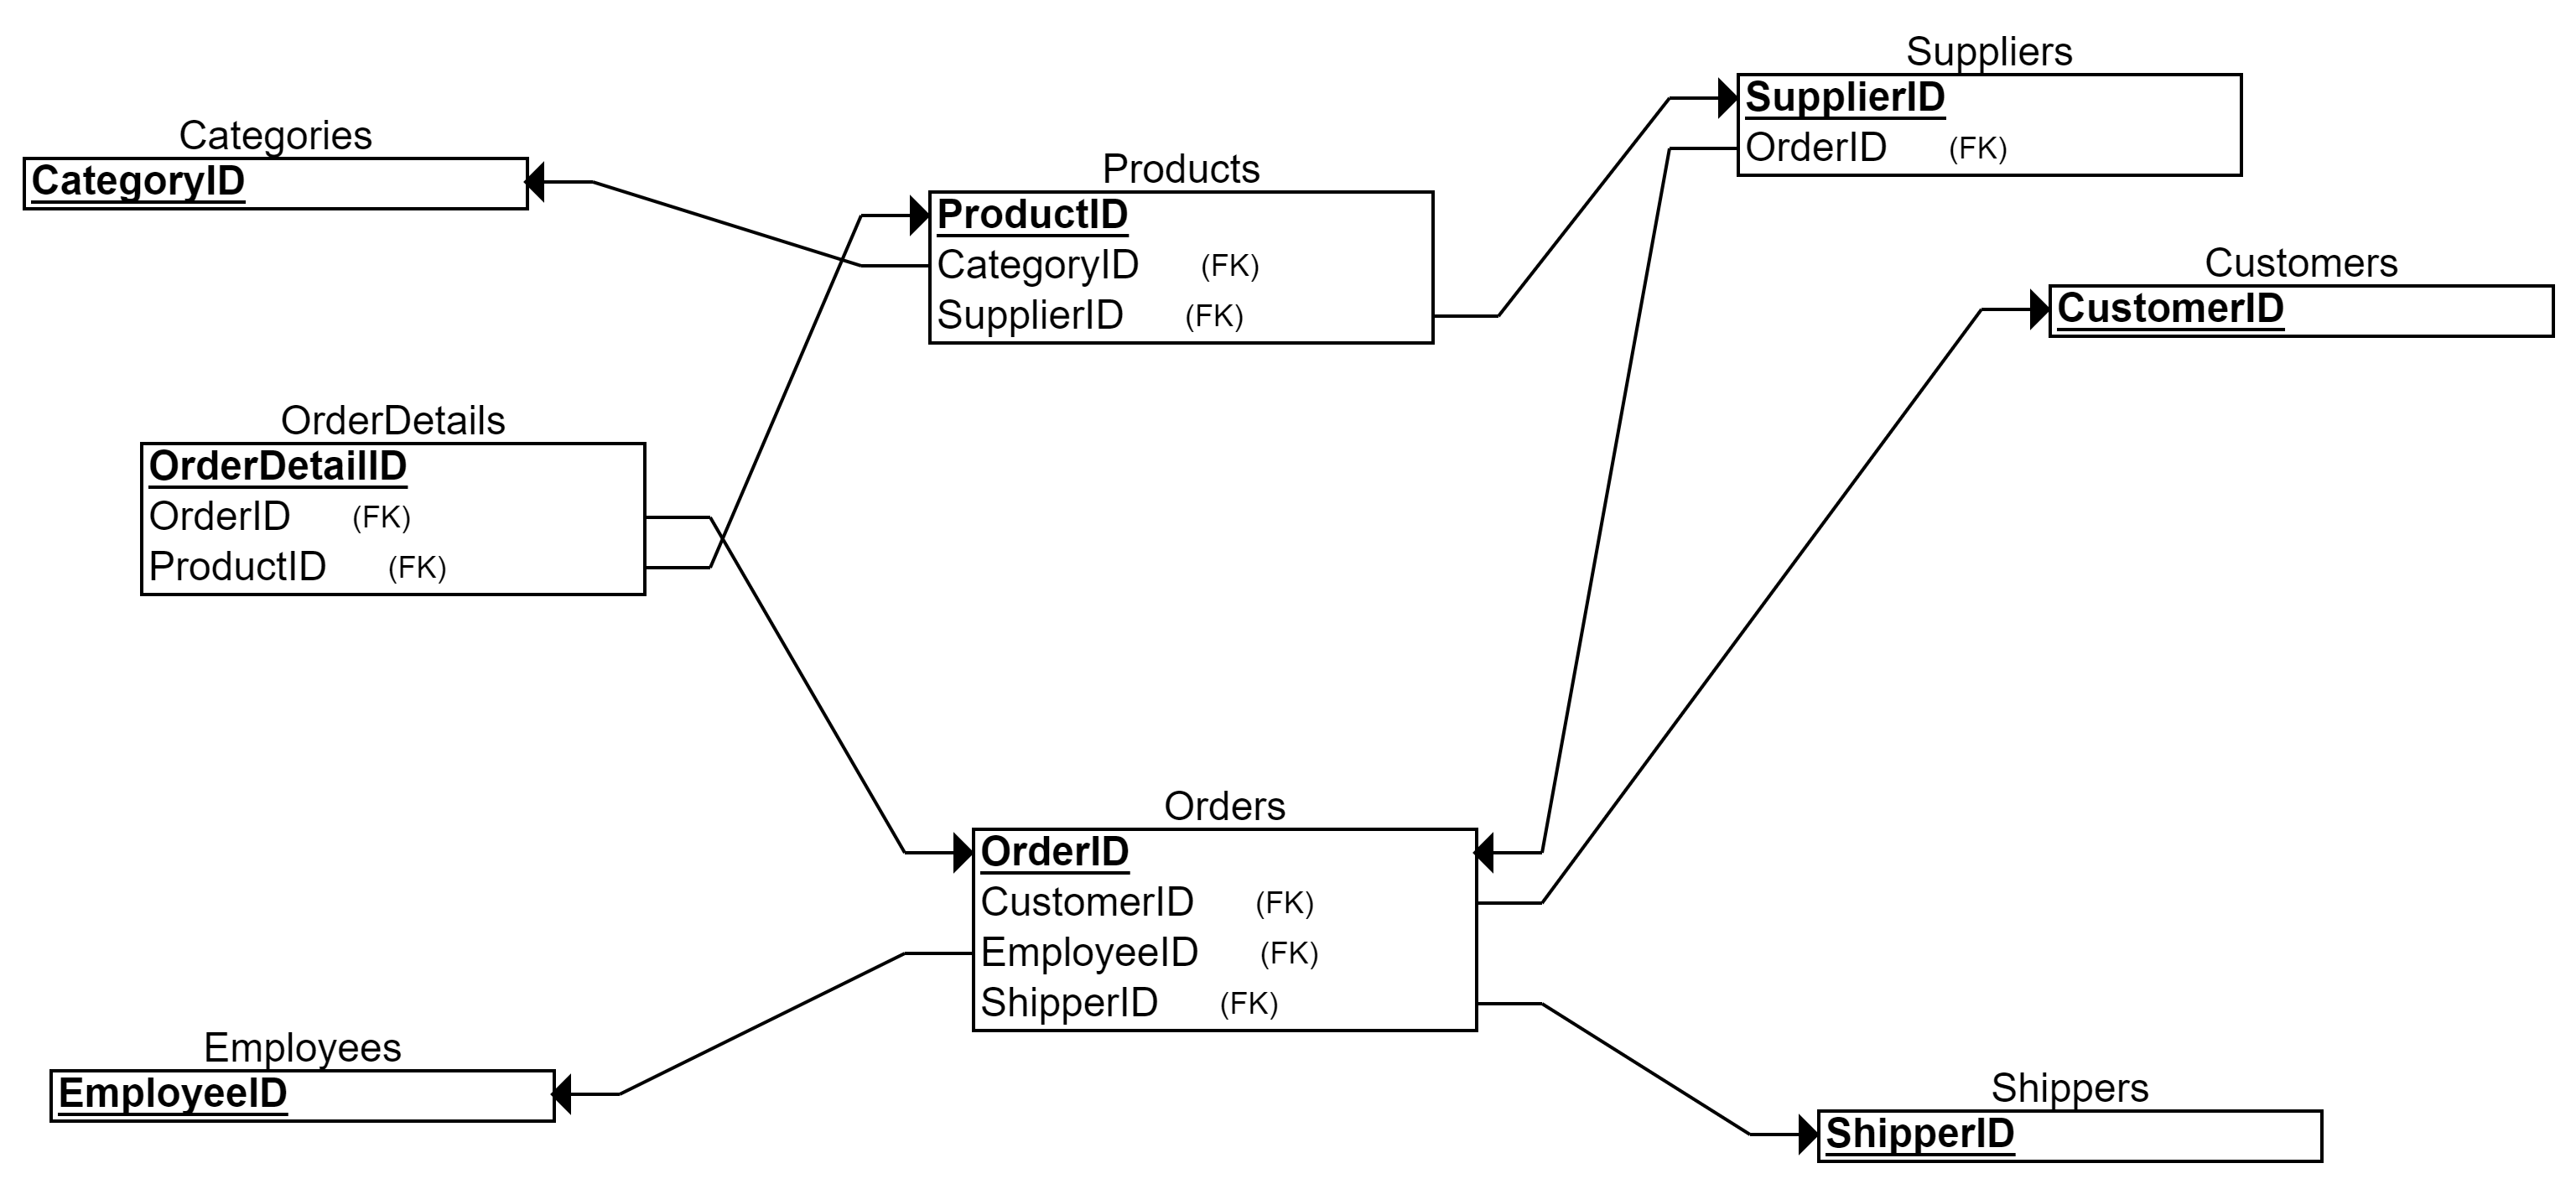 Suppliers
SupplierID
OrderID (FK)
Categories
CategoryID
Products
ProductID
CategoryID (FK)
SupplierID (FK)
Customers
CustomerID
OrderDetails
OrderDetailID
OrderID (FK)
ProductID (FK)
Orders
OrderID
CustomerID (FK)
EmployeeID (FK)
ShipperID (FK)
Employees
EmployeeID
Shippers
ShipperID